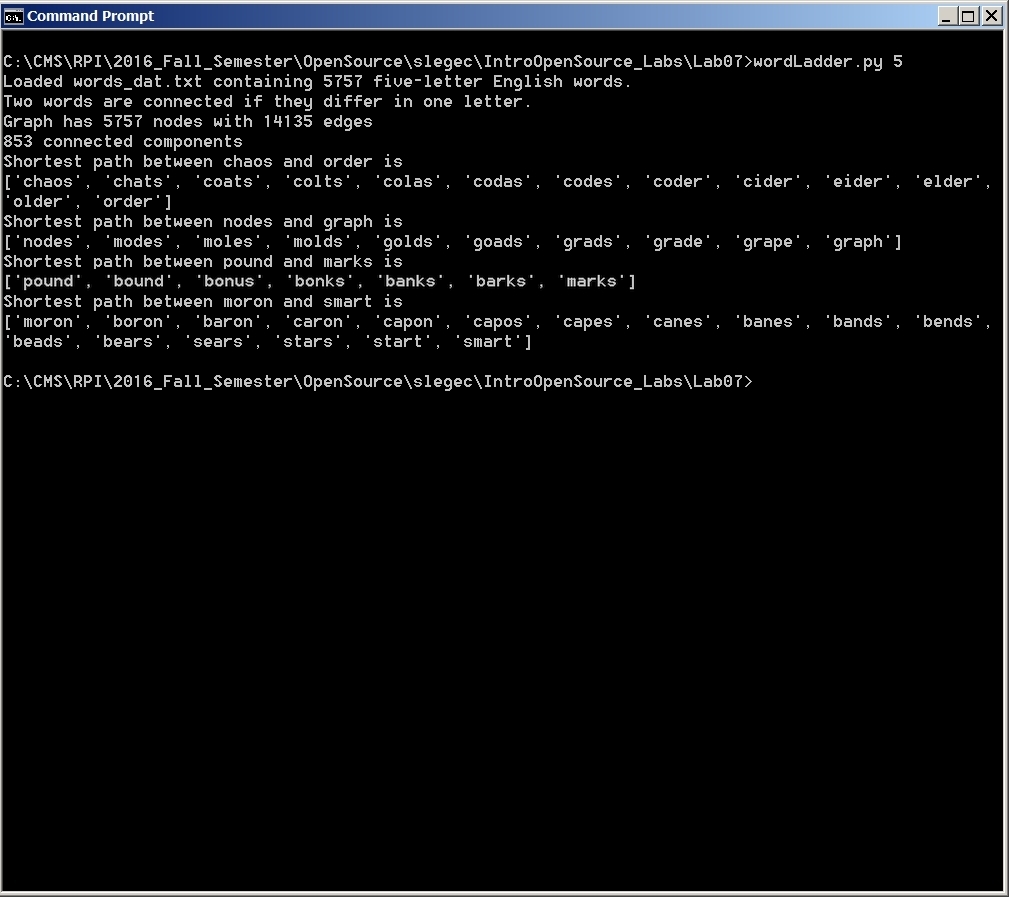 Command Prompt
C:\CMS\RPI\2016_Fall_Semester\OpenSource\slegec\IntroOpenSource_Labs\Lab07>wordLadder.py 5
Loaded words_dat.txt containing 5757 five-letter English words.
Two words are connected if they differ in one letter.
Graph has 5757 nodes with 14135 edges
853 connected components
Shortest path between chaos and order is
['chaos', 'chats', 'coats', 'colts', 'colas', 'codas', 'codes', 'coder', 'cider', 'eider', 'elder',
'older', 'order']
Shortest path between nodes and graph is
['nodes', 'modes', 'moles', 'molds', 'golds', 'goads', 'grads', 'grade', 'grape', 'graph']
Shortest path between pound and marks is
['pound', 'bound', 'bonus', 'bonks', 'banks', 'barks', 'marks']
Shortest path between moron and smart is
['moron', 'boron', 'baron', 'caron', 'capon', 'capos', 'capes', 'canes', 'banes', 'bands', 'bends',
'beads', 'bears', 'sears', 'stars', 'start', 'smart']
C:\CMS\RPI\2016_Fall_Semester\OpenSource\slegec\IntroOpenSource_Labs\Lab07>